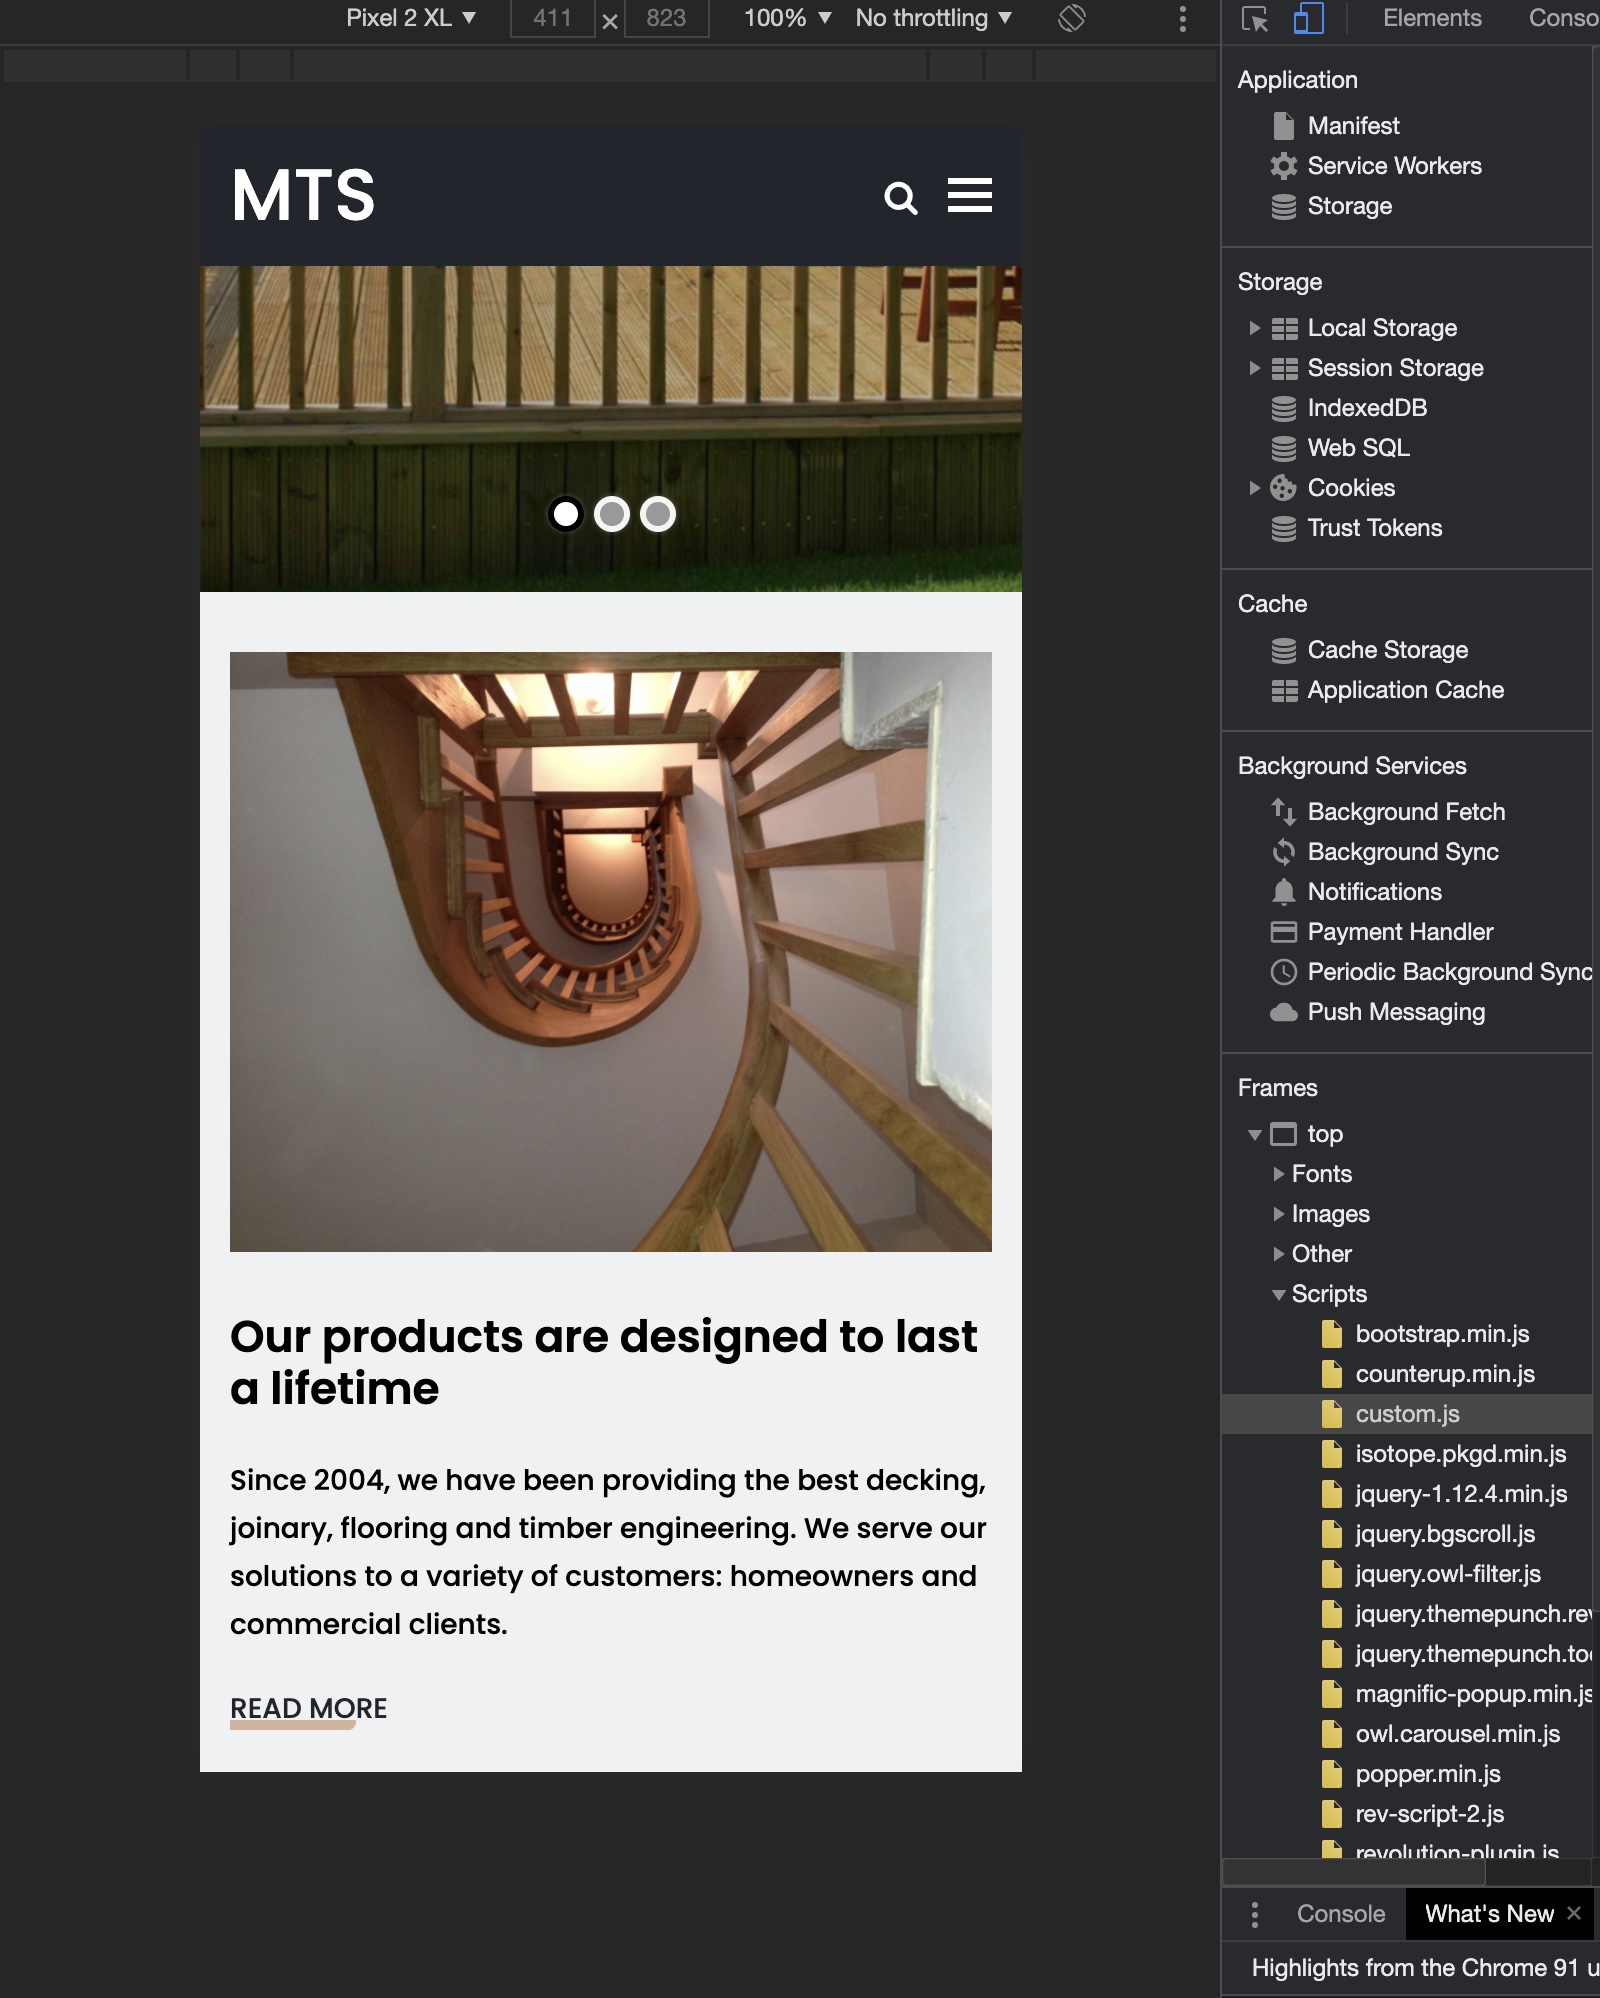 Pixel 2 XL ▼ 411 × 823 100% ▼ No throttling ▼
Elements
Application
Manifest
Service Workers
Storage
Storage
Local Storage
Session Storage
IndexedDB
Web SQL
Cookies
Trust Tokens
Cache
Cache Storage
Application Cache
Background Services
Background Fetch
Background Sync
Notifications
Payment Handler
Periodic Background Sync
Push Messaging
Frames
top
Fonts
Images
Other
Scripts
bootstrap.min.js
counterup.min.js
custom.js
isotope.pkgd.min.js
jquery-1.12.4.min.js
jquery.bgscroll.js
jquery.owl-filter.js
jquery.themepunch.rev
jquery.themepunch.too
magnific-popup.min.js
owl.carousel.min.js
popper.min.js
rev-script-2.js
revolution-plugin.js
Console What's New ×
Highlights from the Chrome 91 u
MTS
Our products are designed to last
a lifetime
Since 2004, we have been providing the best decking,
joinary, flooring and timber engineering. We serve our
solutions to a variety of customers: homeowners and
commercial clients.
READ MORE